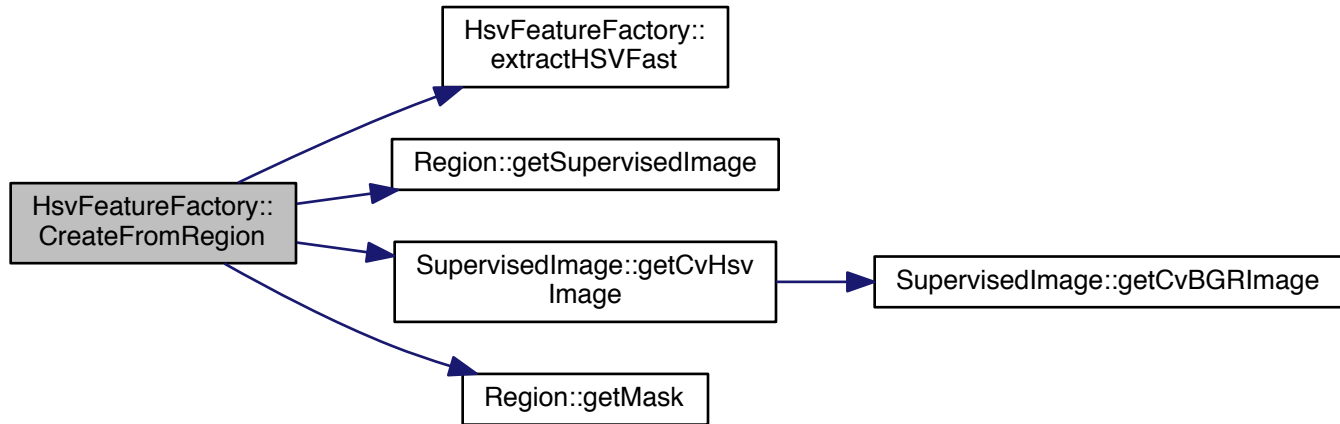 HsvFeatureFactory::
extractHSVFast
Region::getSupervisedImage
HsvFeatureFactory::
CreateFromRegion
SupervisedImage::getCvHsv
Image
SupervisedImage::getCvBGRImage
Region::getMask